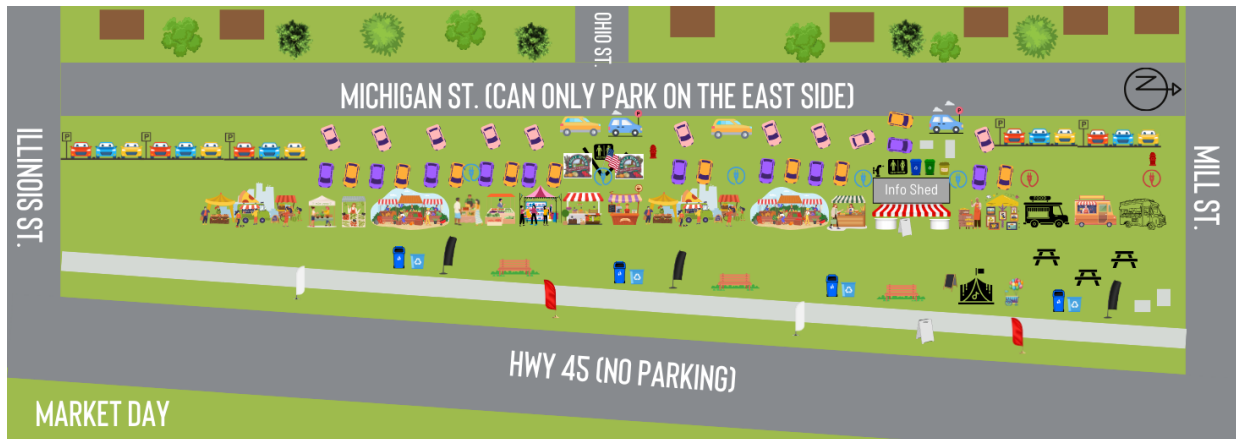 OHIO ST.
MICHIGAN ST. (CAN ONLY PARK ON THE EAST SIDE)
N
P
P
P
P
P
P
P
ILLINOIS ST.
MILL ST.
Info Shed
HWY 45 (NO PARKING)
MARKET DAY